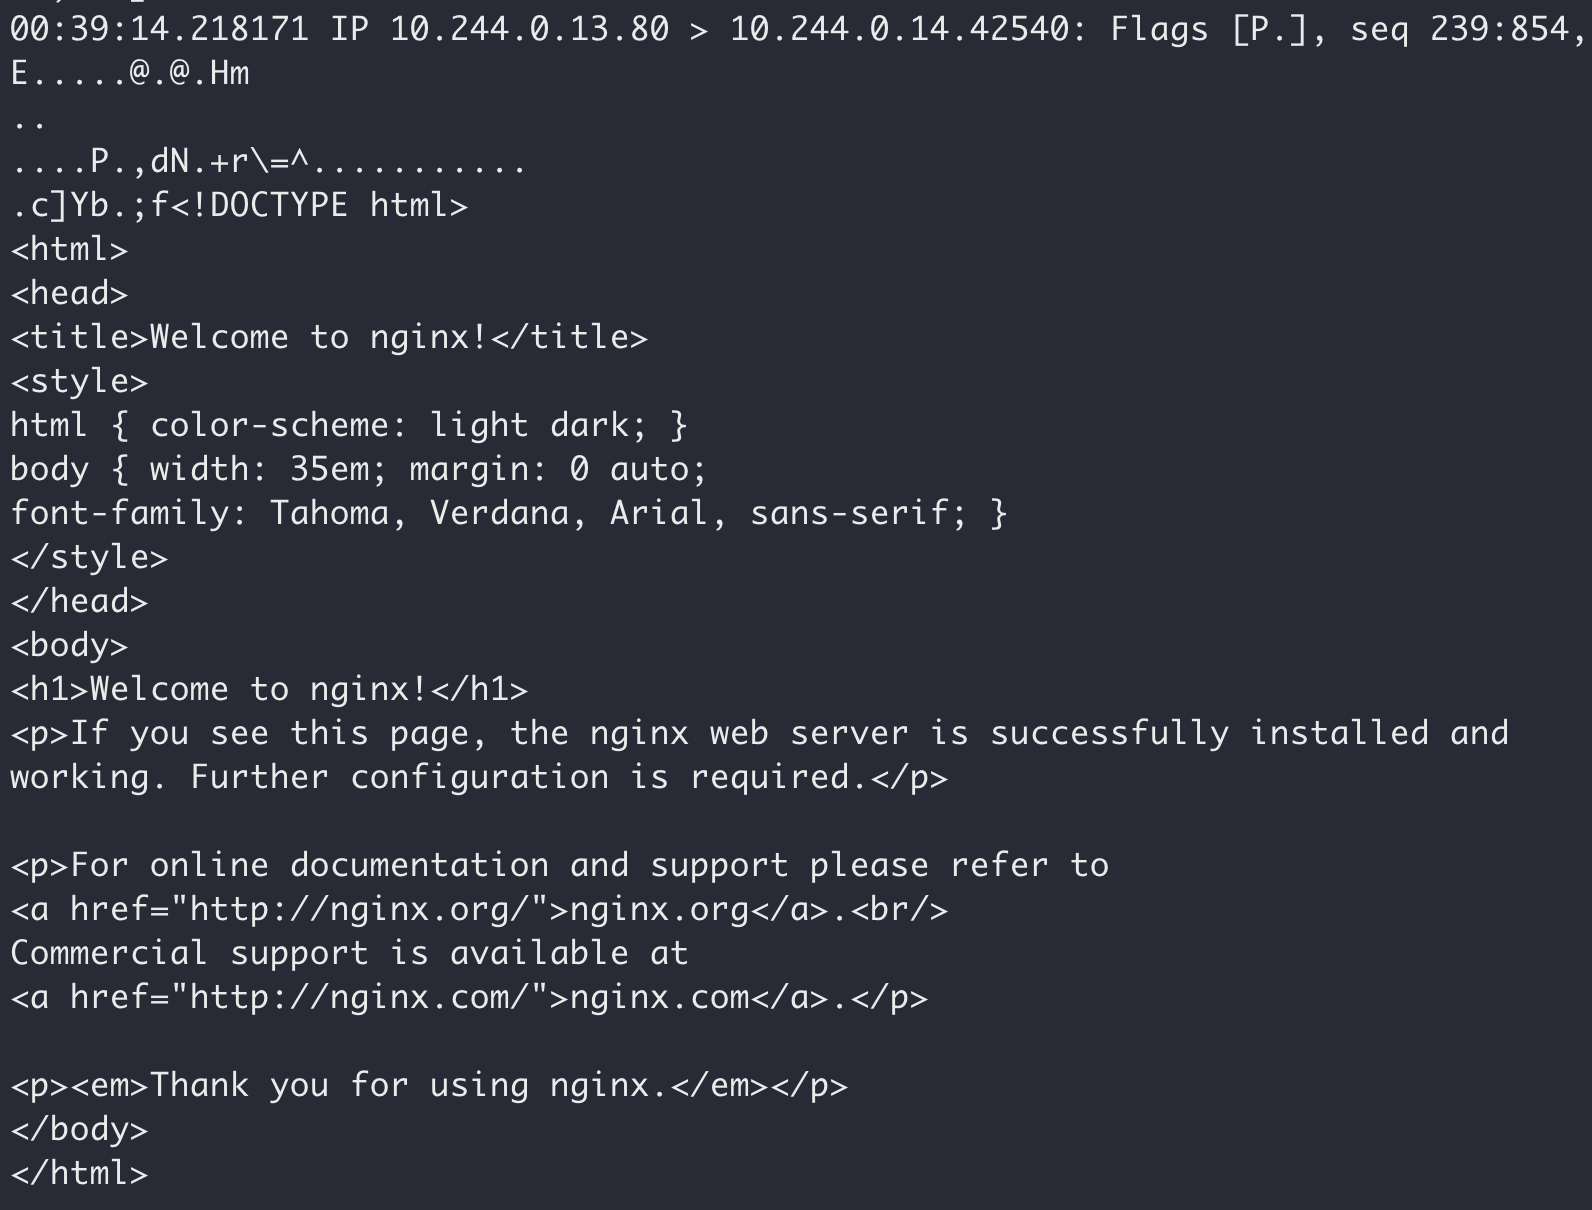 00:39:14.218171 IP 10.244.0.13.80 > 10.244.0.14.42540: Flags [P.], seq 239:854,
E.....@.@.Hm
..
....P.,dN.+r\=^...........
.c]Yb.;f<!DOCTYPE html>
<html>
<head>
<title>Welcome to nginx!</title>
<style>
html { color-scheme: light dark; }
body { width: 35em; margin: 0 auto;
font-family: Tahoma, Verdana, Arial, sans-serif; }
</style>
</head>
<body>
<h1>Welcome to nginx!</h1>
<p>If you see this page, the nginx web server is successfully installed and
working. Further configuration is required.</p>

<p>For online documentation and support please refer to
<a href="http://nginx.org/">nginx.org</a>.<br/>
Commercial support is available at
<a href="http://nginx.com/">nginx.com</a>.</p>

<p><em>Thank you for using nginx.</em></p>
</body>
</html>